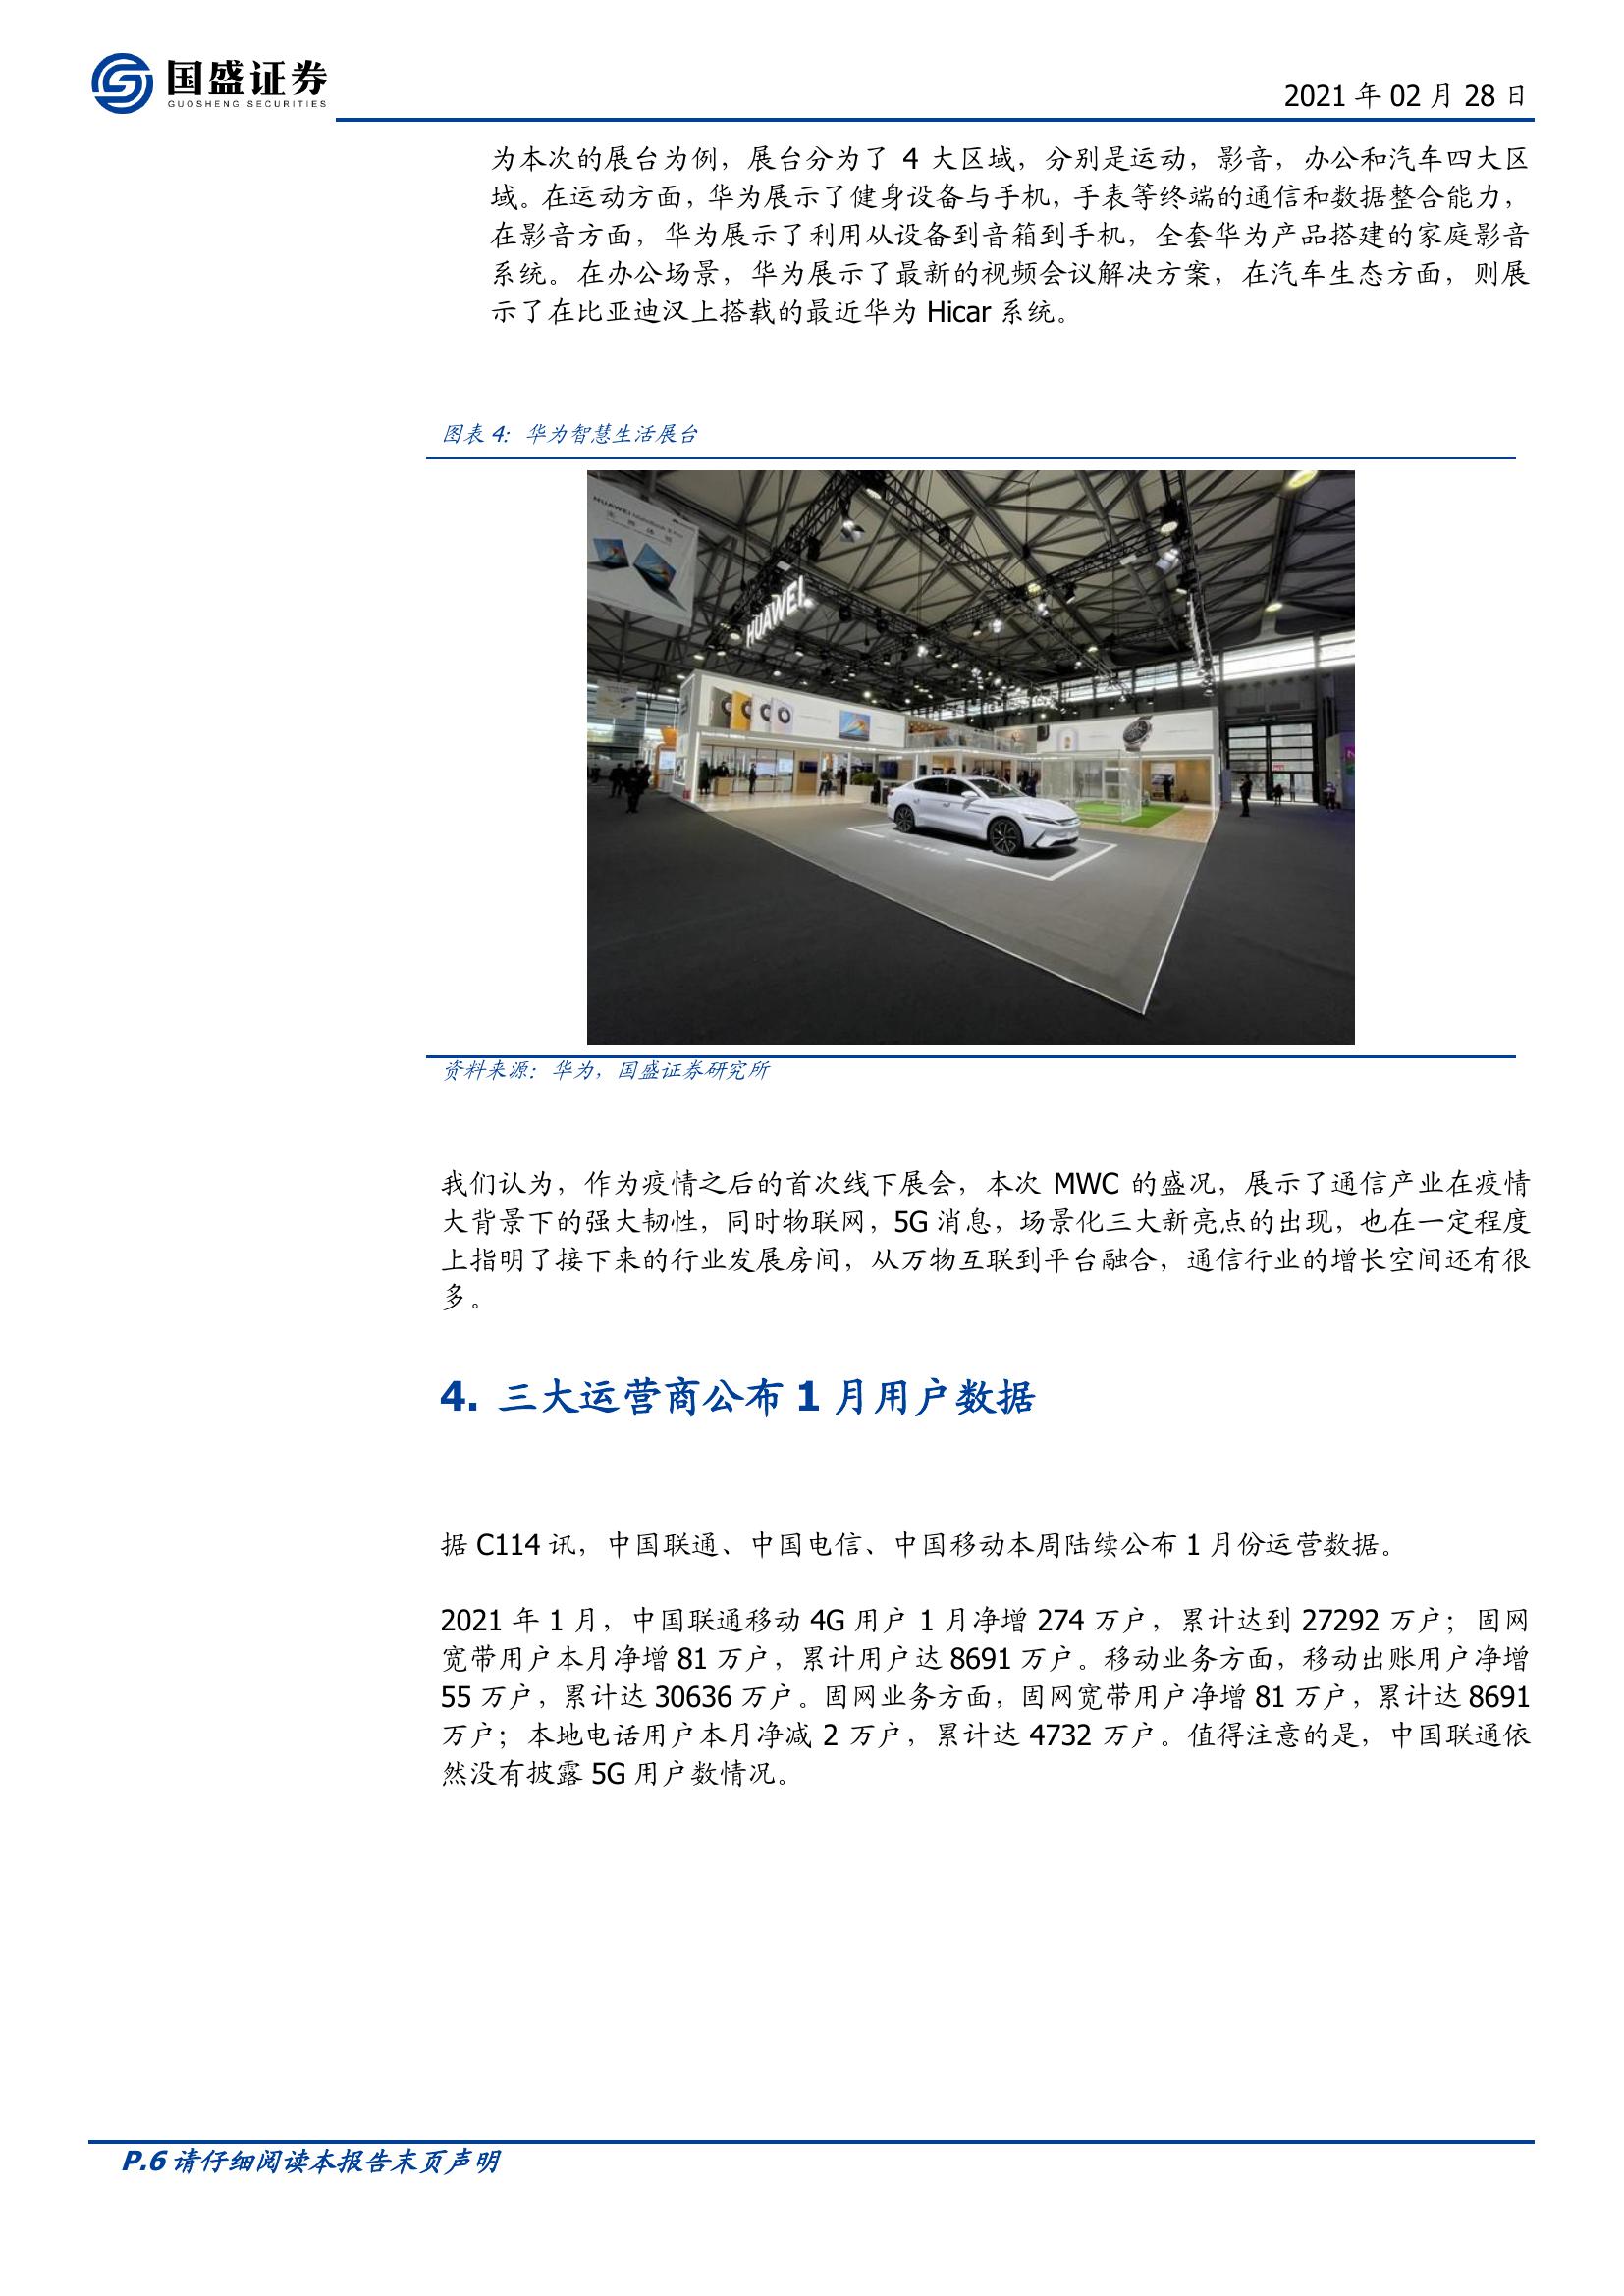 国盛证券
GUOSHENG SECURITIES
2021 年 02 月 28 日
为本次的展台为例，展台分为了 4 大区域，分别是运动，影音，办公和汽车四大区
域。在运动方面，华为展示了健身设备与手机，手表等终端的通信和数据整合能力，
在影音方面，华为展示了利用从设备到音箱到手机，全套华为产品搭建的家庭影音
系统。在办公场景，华为展示了最新的视频会议解决方案，在汽车生态方面，则展
示了在比亚迪汉上搭载的最近华为 Hicar 系统。
图表 4：华为智慧生活展台
HUAWEI
HUAWEI
资料来源：华为，国盛证券研究所
我们认为，作为疫情之后的首次线下展会，本次 MWC 的盛况，展示了通信产业在疫情
大背景下的强大韧性，同时物联网，5G 消息，场景化三大新亮点的出现，也在一定程度
上指明了接下来的行业发展房间，从万物互联到平台融合，通信行业的增长空间还有很
多。
4. 三大运营商公布 1 月用户数据
据 C114 讯，中国联通、中国电信、中国移动本周陆续公布 1 月份运营数据。
2021 年 1 月，中国联通移动 4G 用户 1 月净增 274 万户，累计达到 27292 万户；固网
宽带用户本月净增 81 万户，累计用户达 8691 万户。移动业务方面，移动出账用户净增
55 万户，累计达 30636 万户。固网业务方面，固网宽带用户净增 81 万户，累计达 8691
万户；本地电话用户本月净减 2 万户，累计达 4732 万户。值得注意的是，中国联通依
然没有披露 5G 用户数情况。
P.6 请仔细阅读本报告末页声明